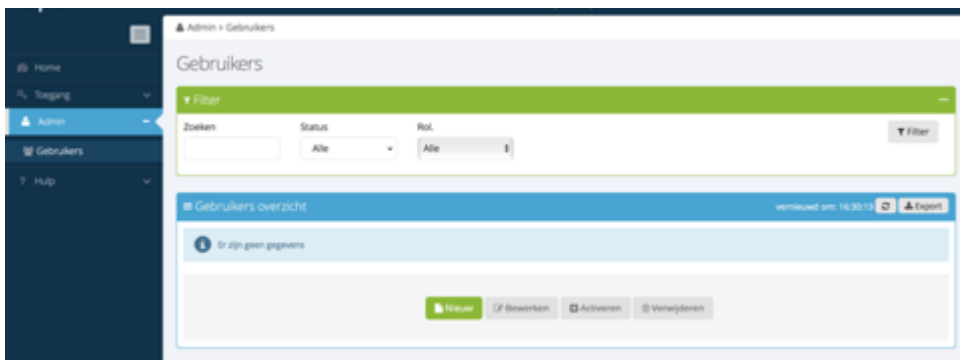 Admin > Gebruikers
Home
Toegang
Admin
Gebruikers
? Hulp
Gebruikers
Filter
Zoeken Status Rol.
Alle Alle Filter
Gebruikers overzicht vernieuwd om: 16:30:13 Export
Er zijn geen gegevens
Nieuw Bewerken Activeren Verwijderen